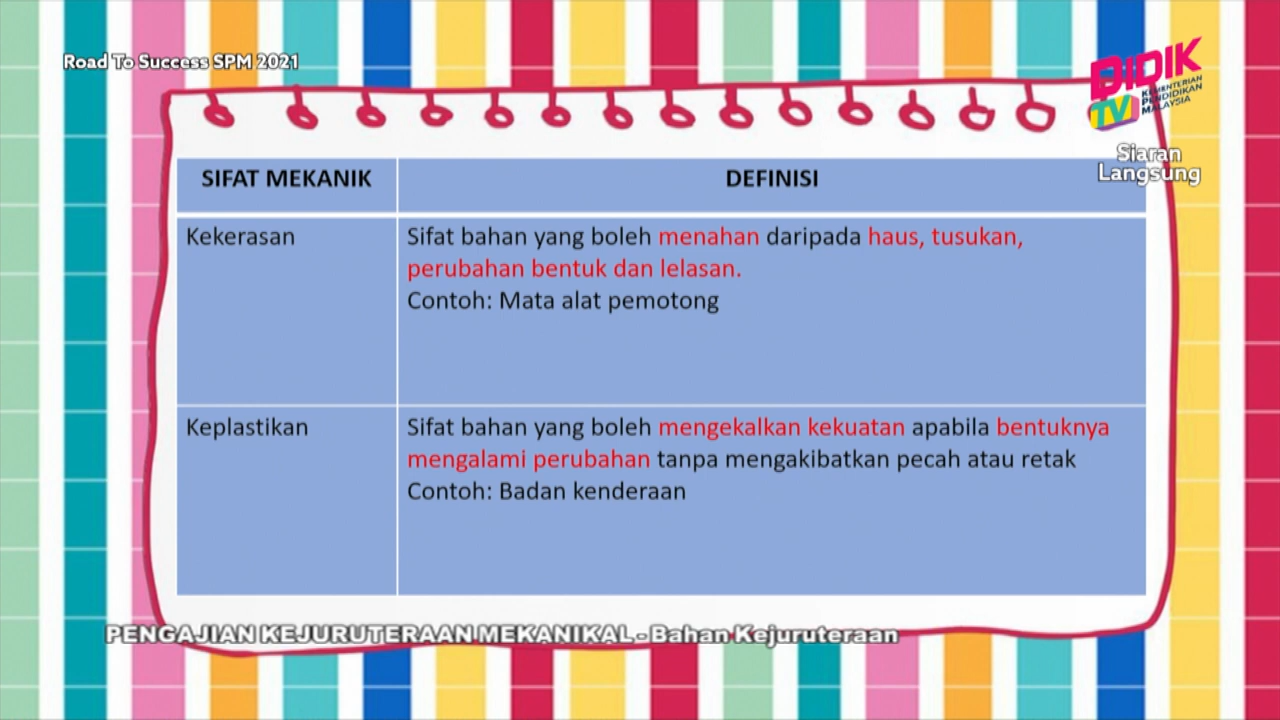 Road To Success SPM 2021
DIDIK
TV
KEMENTERIAN
PENDIDIKAN
MALAYSIA
Siaran
Langsung
SIFAT MEKANIK
DEFINISI
Kekerasan
Sifat bahan yang boleh menahan daripada haus, tusukan,
perubahan bentuk dan lelasan.
Contoh: Mata alat pemotong
Keplastikan
Sifat bahan yang boleh mengekalkan kekuatan apabila bentuknya
mengalami perubahan tanpa mengakibatkan pecah atau retak
Contoh: Badan kenderaan
PENGAJIAN KEJURUTERAAN MEKANIKAL - Bahan Kejuruteraan